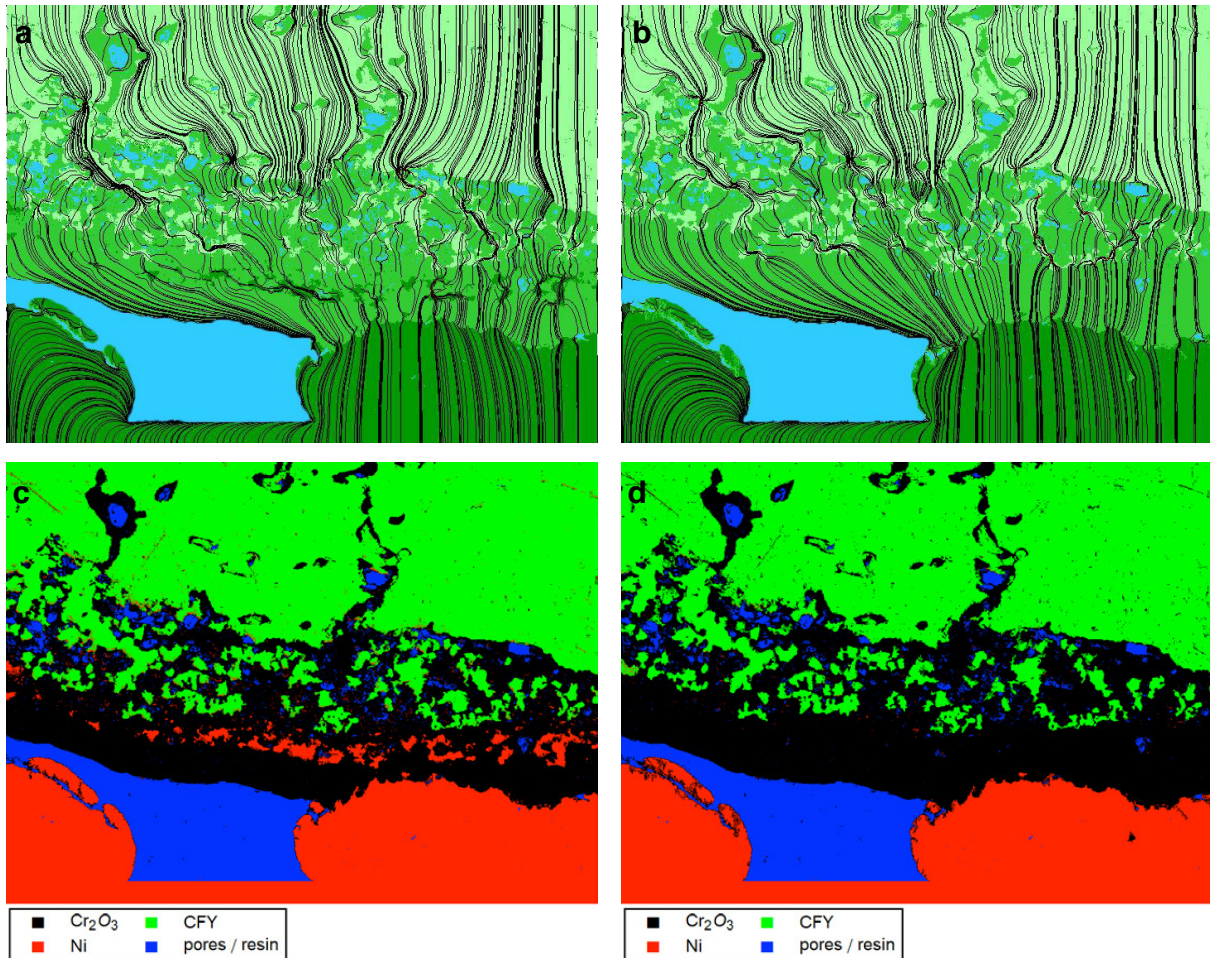 a
b
c
d
Cr₂O₃ CFY
Ni pores / resin
Cr₂O₃ CFY
Ni pores / resin